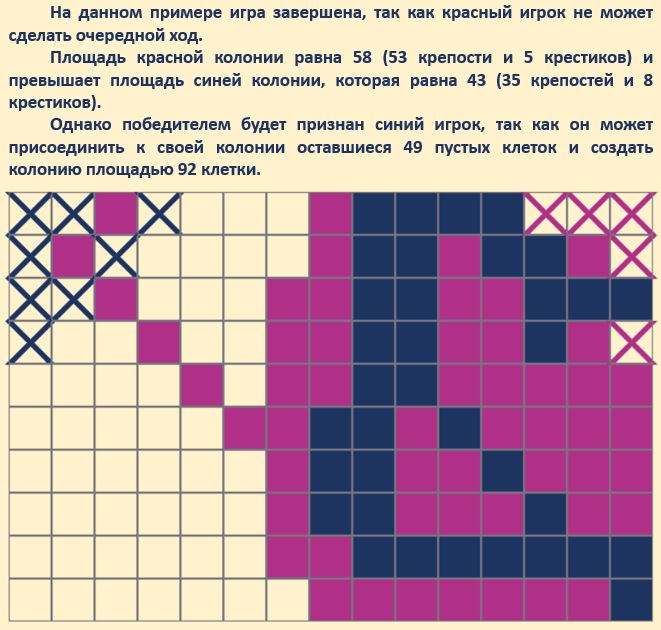 На данном примере игра завершена, так как красный игрок не может
сделать очередной ход.
Площадь красной колонии равна 58 (53 крепости и 5 крестиков) и
превышает площадь синей колонии, которая равна 43 (35 крепостей и 8
крестиков).
Однако победителем будет признан синий игрок, так как он может
присоединить к своей колонии оставшиеся 49 пустых клеток и создать
колонию площадью 92 клетки.